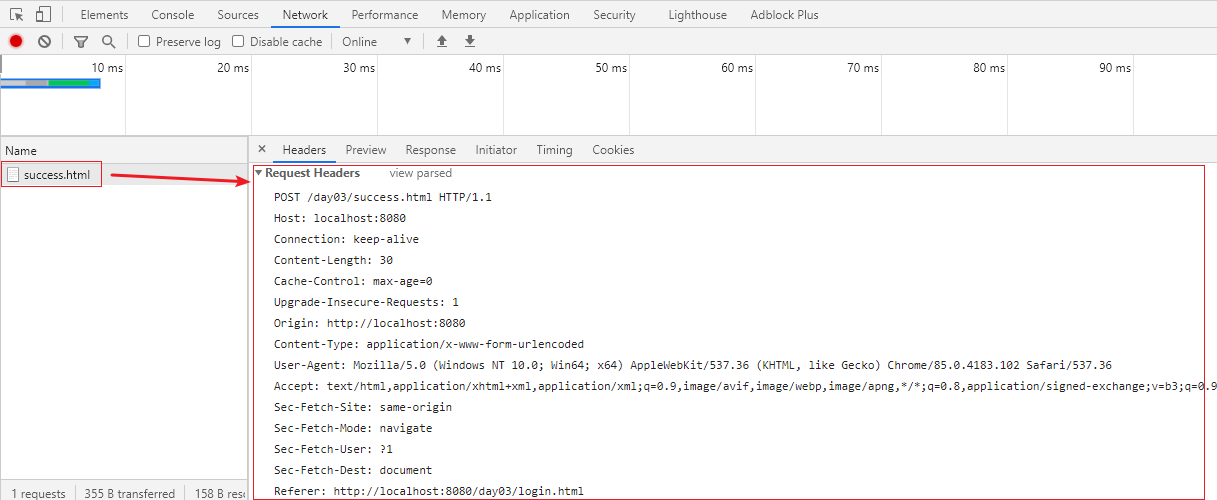 Elements Console Sources Network Performance Memory Application Security Lighthouse Adblock Plus
Preserve log Disable cache Online
10 ms 20 ms 30 ms 40 ms 50 ms 60 ms 70 ms 80 ms 90 ms
Name
× Headers Preview Response Initiator Timing Cookies
success.html
Request Headers view parsed
POST /day03/success.html HTTP/1.1
Host: localhost:8080
Connection: keep-alive
Content-Length: 30
Cache-Control: max-age=0
Upgrade-Insecure-Requests: 1
Origin: http://localhost:8080
Content-Type: application/x-www-form-urlencoded
User-Agent: Mozilla/5.0 (Windows NT 10.0; Win64; x64) AppleWebKit/537.36 (KHTML, like Gecko) Chrome/85.0.4183.102 Safari/537.36
Accept: text/html,application/xhtml+xml,application/xml;q=0.9,image/avif,image/webp,image/apng,*/*;q=0.8,application/signed-exchange;v=b3;q=0.9
Sec-Fetch-Site: same-origin
Sec-Fetch-Mode: navigate
Sec-Fetch-User: ?1
Sec-Fetch-Dest: document
Referer: http://localhost:8080/day03/login.html
1 requests 355 B transferred 158 B reso